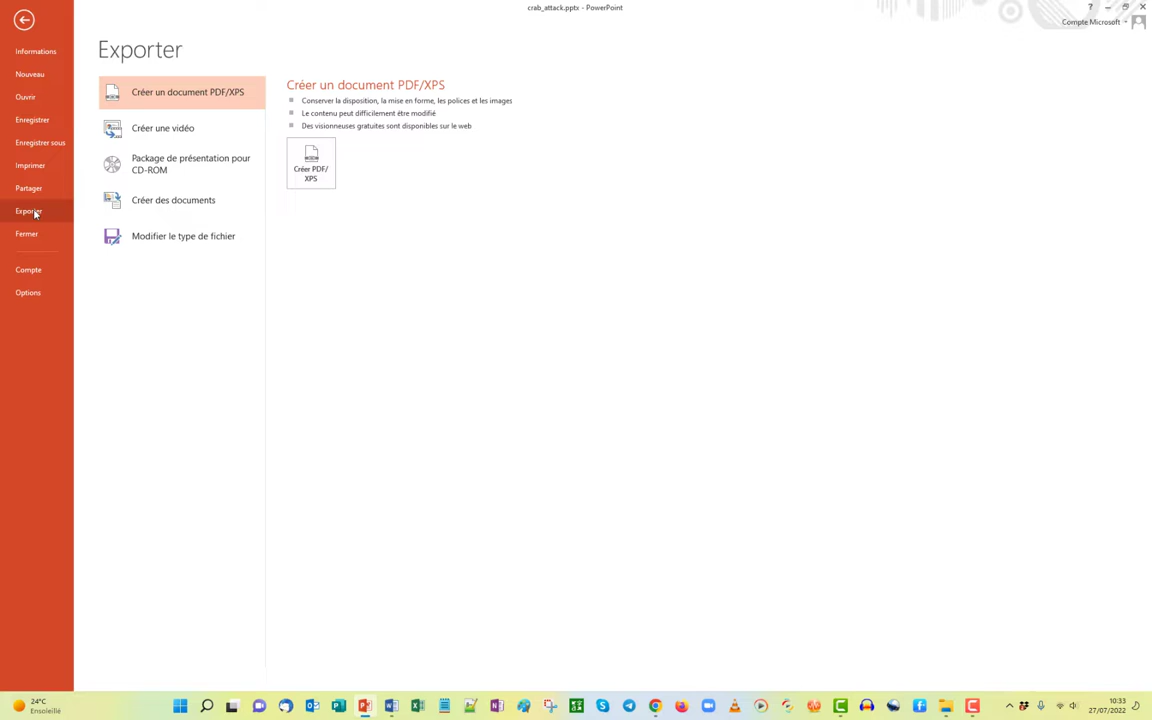 crab_attack.pptx - PowerPoint
?
Compte Microsoft
Informations
Nouveau
Ouvrir
Enregistrer
Enregistrer sous
Imprimer
Partager
Exporter
Fermer
Compte
Options
Exporter
Créer un document PDF/XPS
Créer une vidéo
Package de présentation pour
CD-ROM
Créer des documents
Modifier le type de fichier
Créer un document PDF/XPS
Conserver la disposition, la mise en forme, les polices et les images
Le contenu peut difficilement être modifié
Des visionneuses gratuites sont disponibles sur le web
Créer PDF/
XPS
24°C
Ensoleillé
10:33
27/07/2022